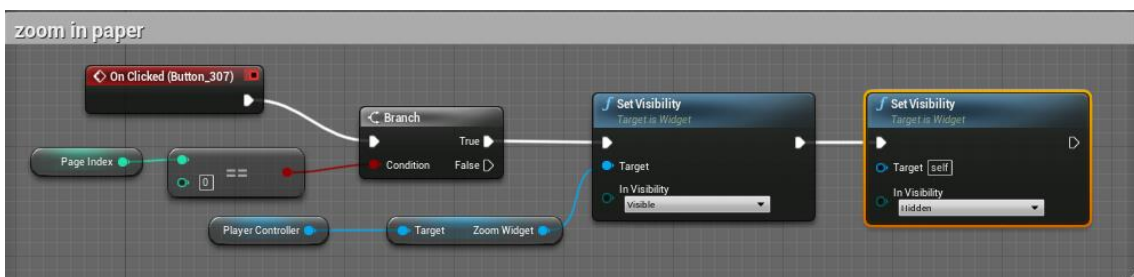 zoom in paper
On Clicked (Button_307)
Branch
True
Condition
False
Page Index
0
==
Player Controller
Target
Zoom Widget
f Set Visibility
Target is Widget
Target
In Visibility
Visible
f Set Visibility
Target is Widget
Target self
In Visibility
Hidden